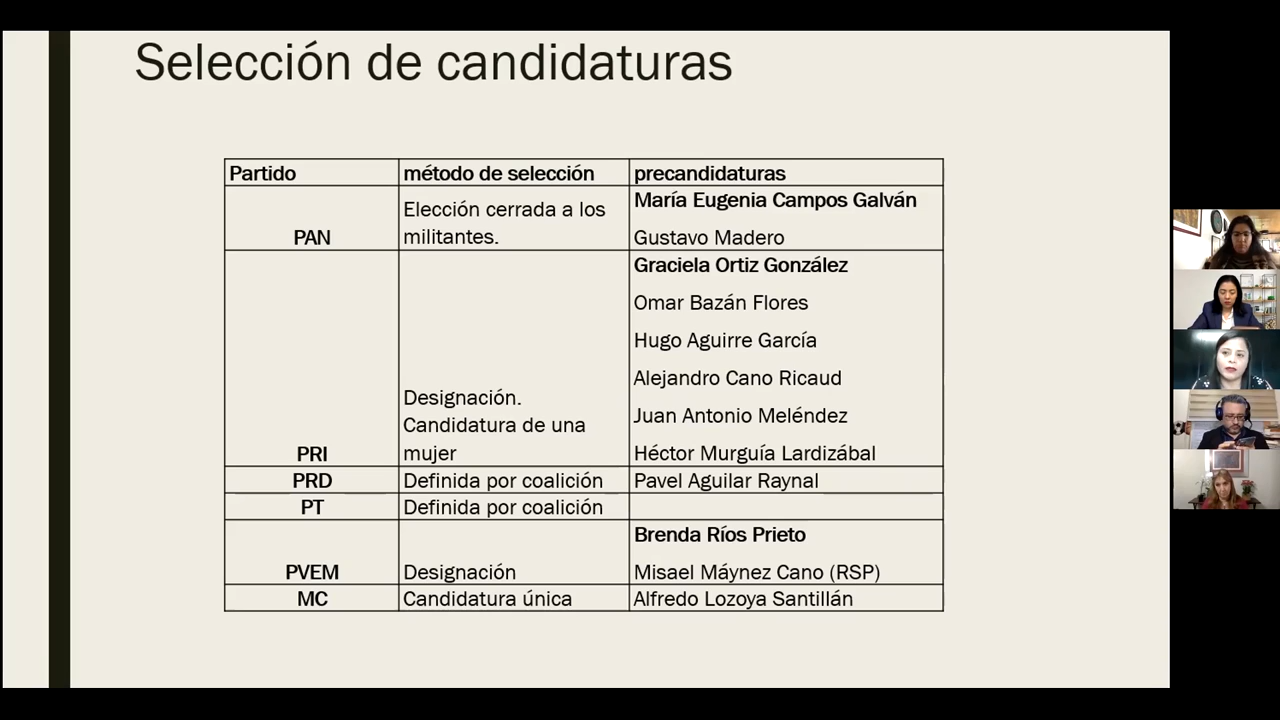 Selección de candidaturas
Partido
método de selección
precandidaturas
PAN
Elección cerrada a los
militantes.
María Eugenia Campos Galván
Gustavo Madero
PRI
Designación.
Candidatura de una
mujer
Graciela Ortiz González
Omar Bazán Flores
Hugo Aguirre García
Alejandro Cano Ricaud
Juan Antonio Meléndez
Héctor Murguía Lardizábal
PRD
Definida por coalición
Pavel Aguilar Raynal
PT
Definida por coalición
PVEM
Designación
Brenda Ríos Prieto
Misael Máynez Cano (RSP)
MC
Candidatura única
Alfredo Lozoya Santillán